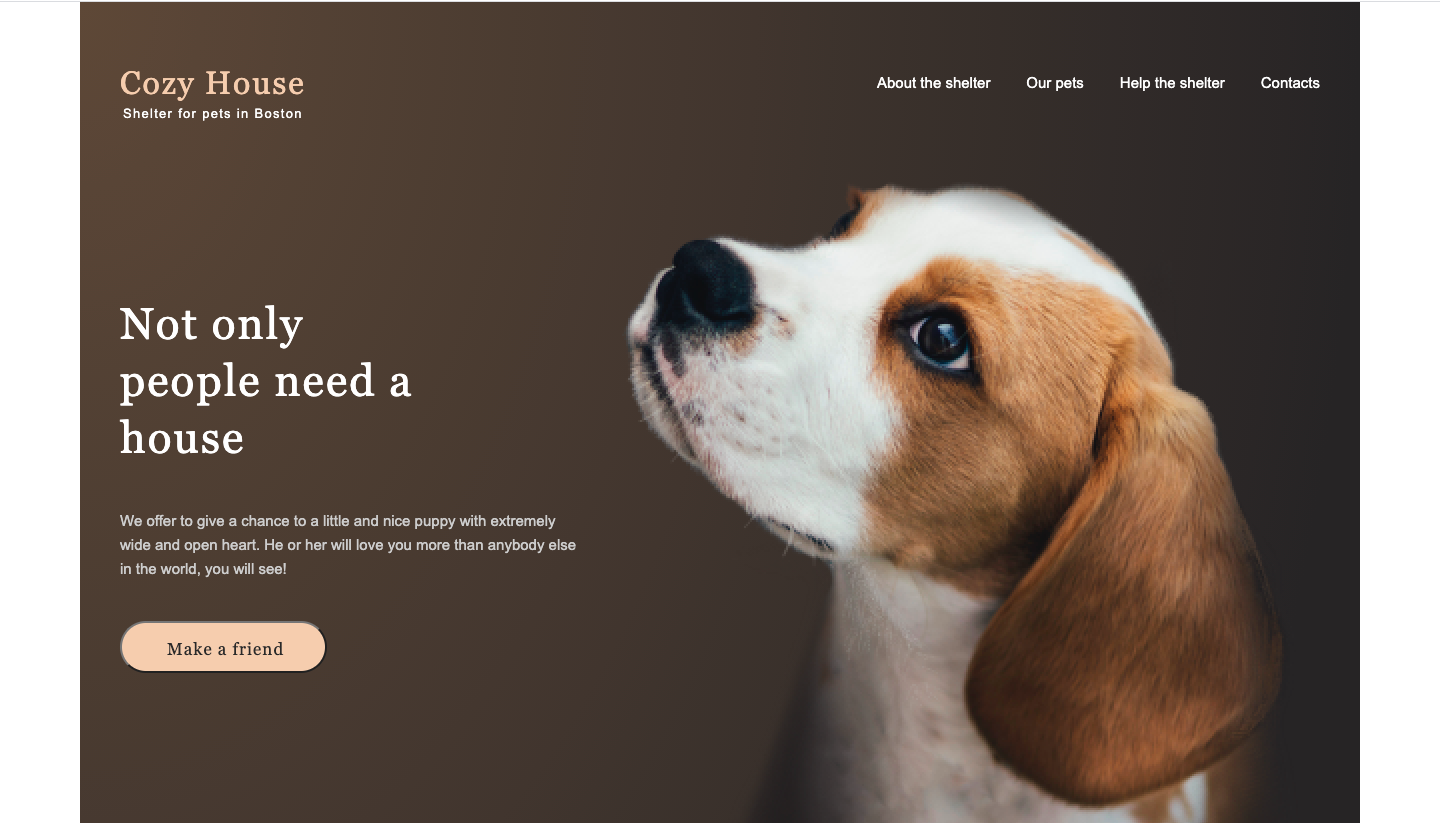 Cozy House
Shelter for pets in Boston
About the shelter
Our pets
Help the shelter
Contacts
Not only
people need a
house
We offer to give a chance to a little and nice puppy with extremely
wide and open heart. He or her will love you more than anybody else
in the world, you will see!
Make a friend